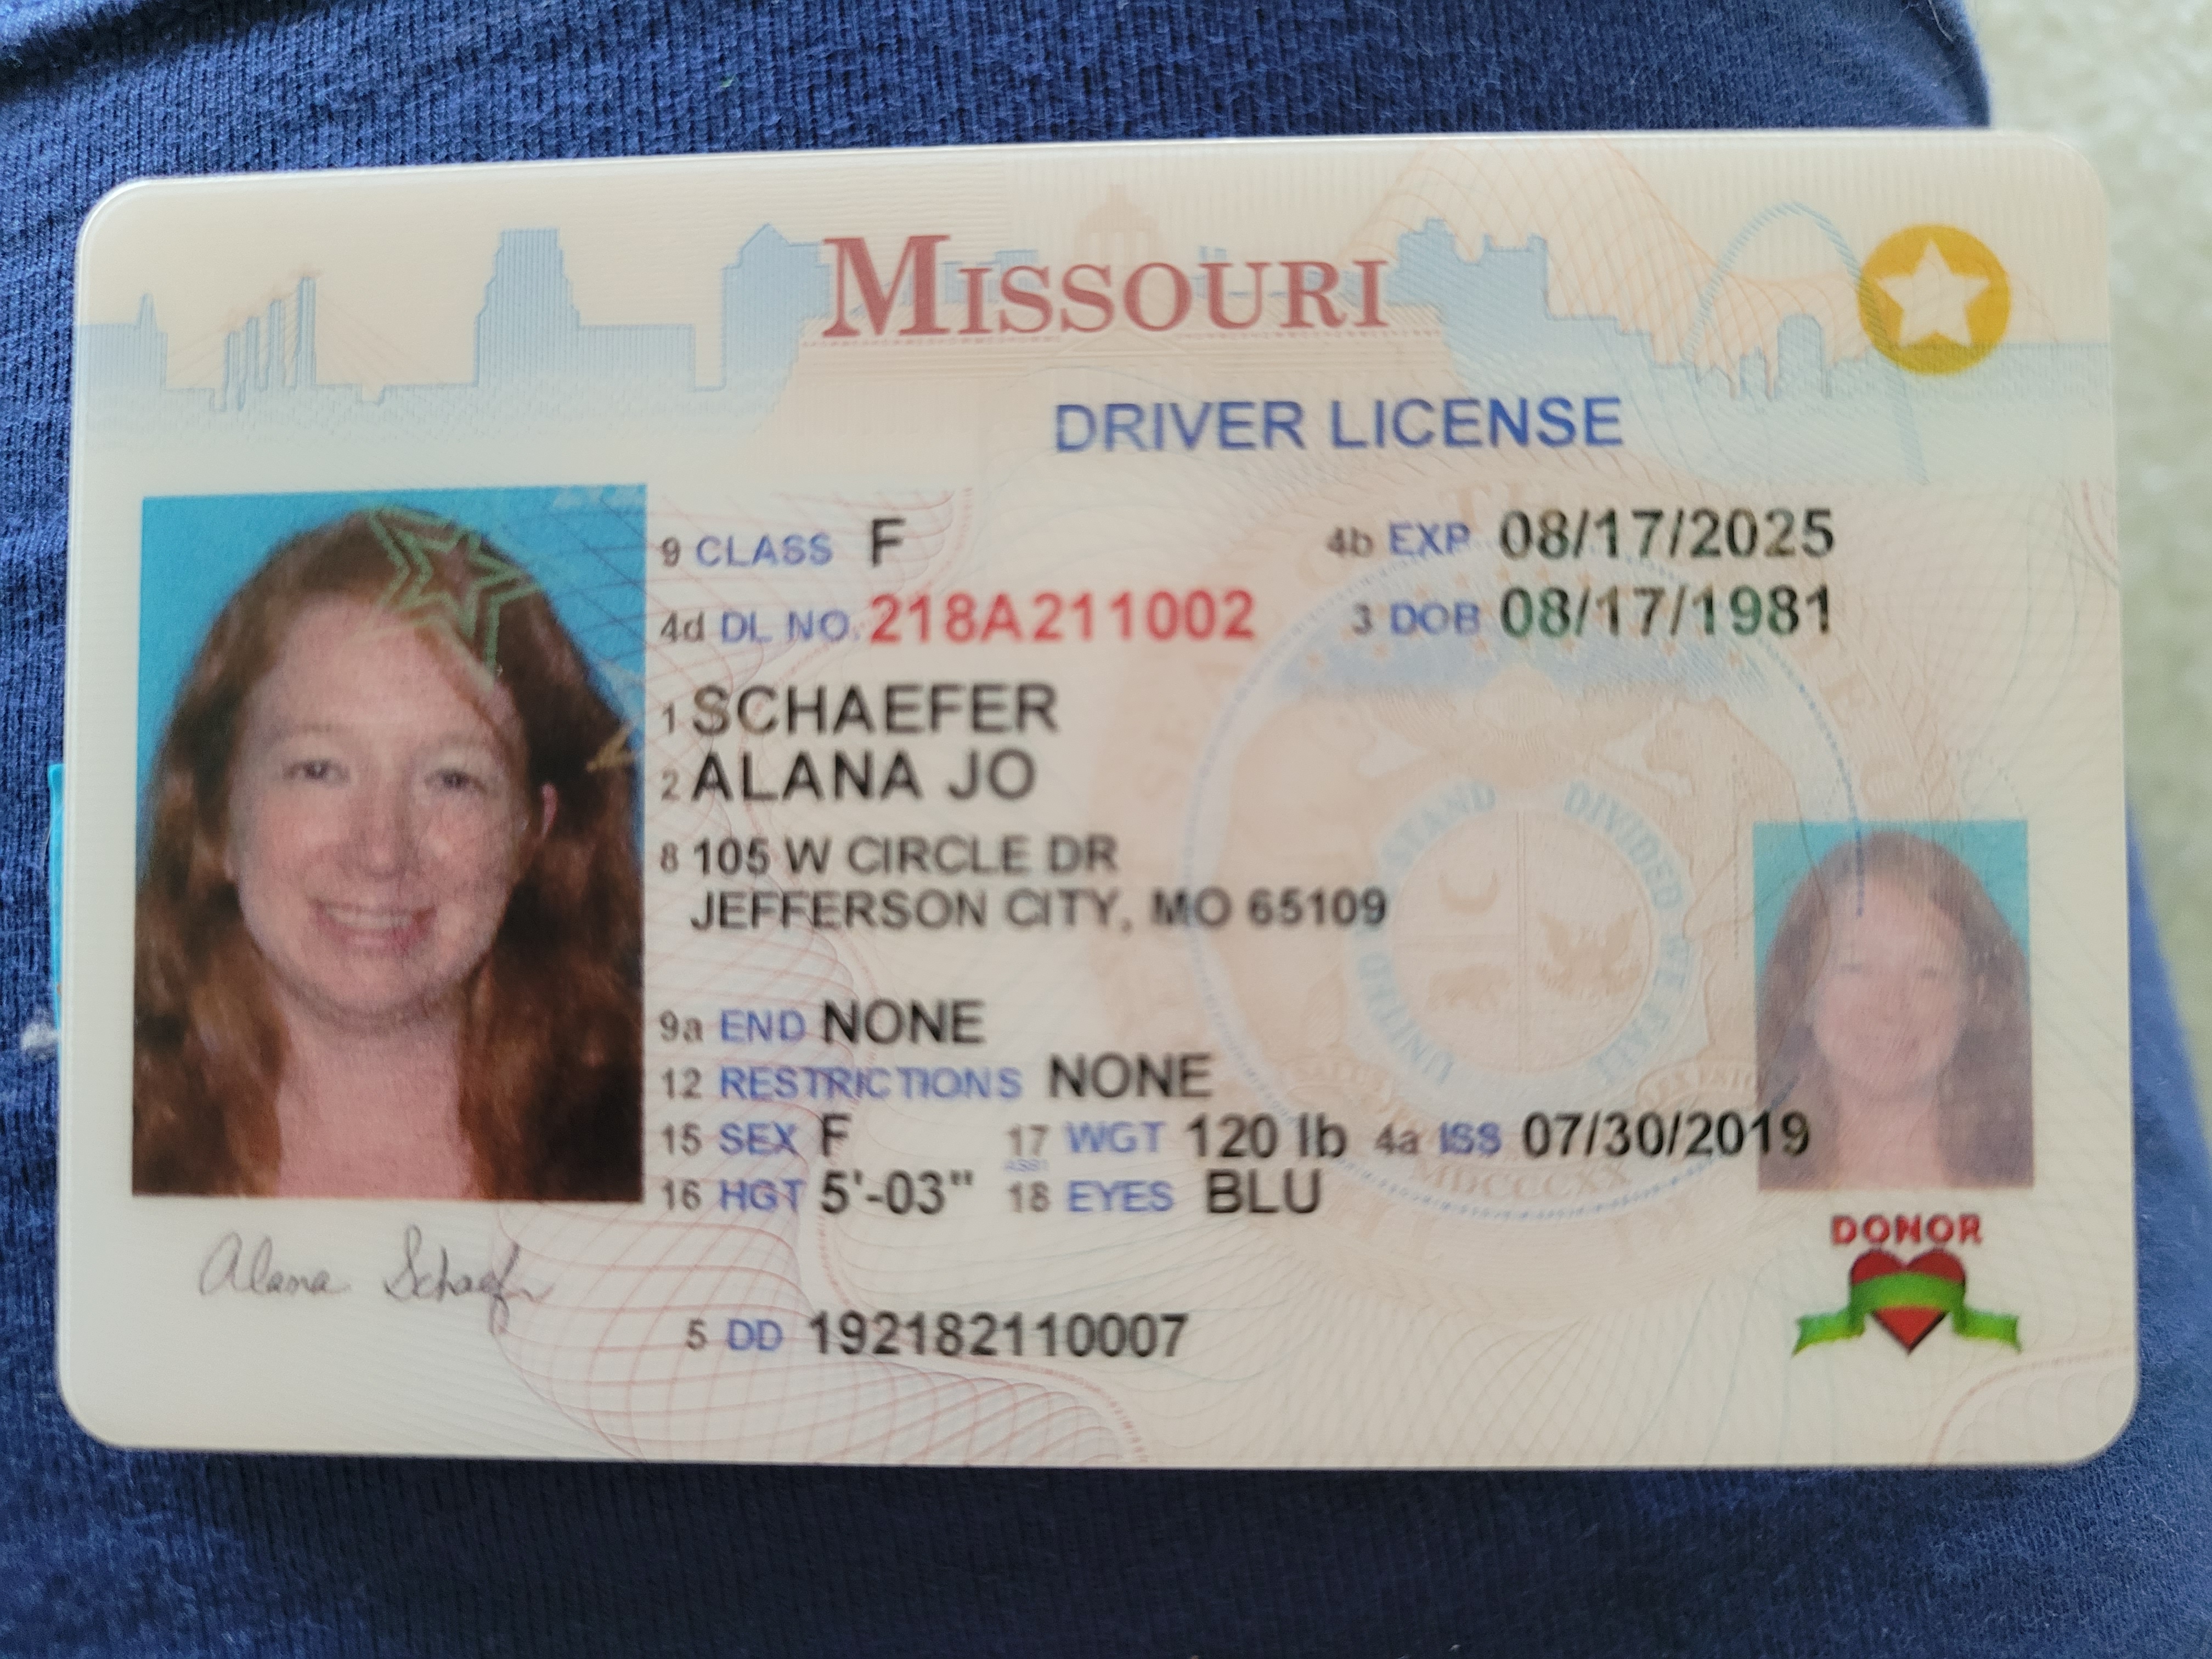 MISSOURI
DRIVER LICENSE
9 CLASS F
4b EXP 08/17/2025
4d DL NO. 218A211002
3 DOB 08/17/1981
1 SCHAEFER
2 ALANA JO
8 105 W CIRCLE DR
JEFFERSON CITY, MO 65109
9a END NONE
12 RESTRICTIONS NONE
15 SEX F
17 WGT 120 lb
4a ISS 07/30/2019
16 HGT 5'-03"
18 EYES BLU
5 DD 192182110007
Alana Schaefer
DONOR
UNITED WE STAND DIVIDED WE FALL